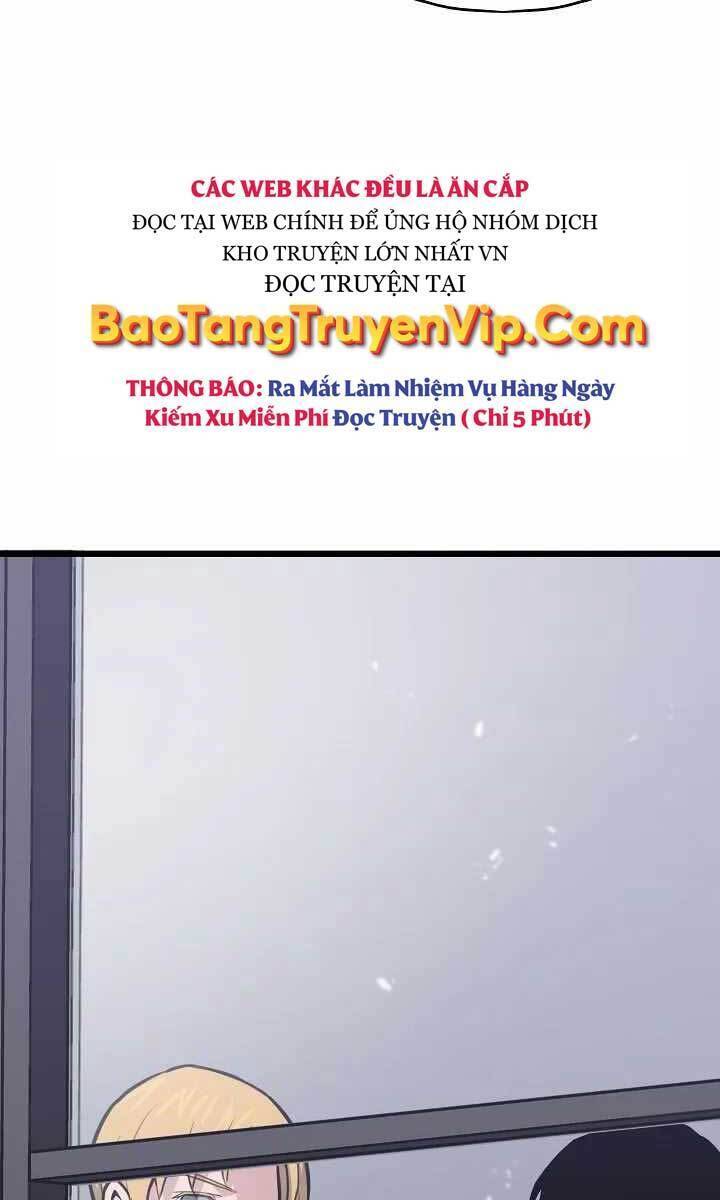 CÁC WEB KHÁC ĐỀU LÀ ĂN CẮP
ĐỌC TẠI WEB CHÍNH ĐỂ ỦNG HỘ NHÓM DỊCH
KHO TRUYỆN LỚN NHẤT VN
ĐỌC TRUYỆN TẠI
BaoTangTruyenVip.Com
THÔNG BÁO: Ra Mắt Làm Nhiệm Vụ Hàng Ngày
Kiếm Xu Miễn Phí Đọc Truyện ( Chỉ 5 Phút)